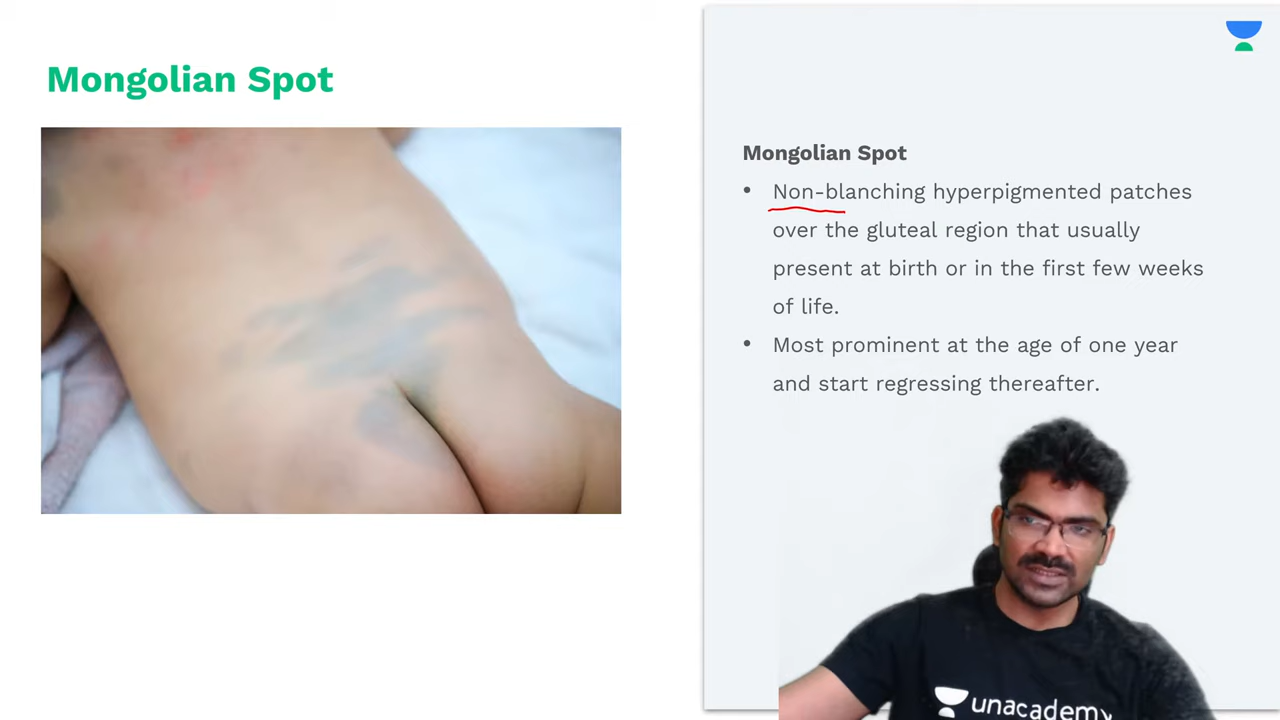 Mongolian Spot
Mongolian Spot
• Non-blanching hyperpigmented patches
over the gluteal region that usually
present at birth or in the first few weeks
of life.
• Most prominent at the age of one year
and start regressing thereafter.
unacademy